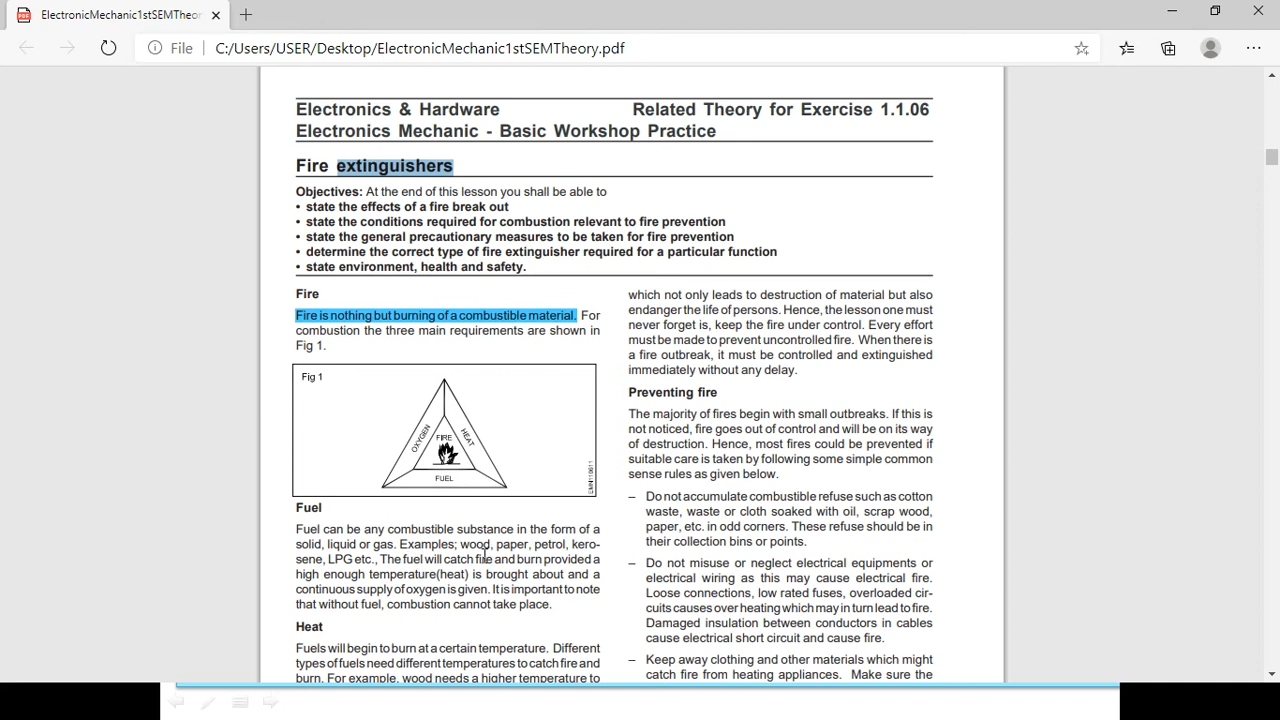 ElectronicMechanic1stSEMTheor
File
C:/Users/USER/Desktop/ElectronicMechanic1stSEMTheory.pdf
Electronics & Hardware Related Theory for Exercise 1.1.06
Electronics Mechanic - Basic Workshop Practice
Fire extinguishers
Objectives: At the end of this lesson you shall be able to
• state the effects of a fire break out
• state the conditions required for combustion relevant to fire prevention
• state the general precautionary measures to be taken for fire prevention
• determine the correct type of fire extinguisher required for a particular function
• state environment, health and safety.
Fire
Fire is nothing but burning of a combustible material. For
combustion the three main requirements are shown in
Fig 1.
Fig 1
OXYGEN
FIRE
HEAT
FUEL
EMN110611
Fuel
Fuel can be any combustible substance in the form of a
solid, liquid or gas. Examples; wood, paper, petrol, kero-
sene, LPG etc., The fuel will catch fire and burn provided a
high enough temperature(heat) is brought about and a
continuous supply of oxygen is given. It is important to note
that without fuel, combustion cannot take place.
Heat
Fuels will begin to burn at a certain temperature. Different
types of fuels need different temperatures to catch fire and
burn. For example, wood needs a higher temperature to
which not only leads to destruction of material but also
endanger the life of persons. Hence, the lesson one must
never forget is, keep the fire under control. Every effort
must be made to prevent uncontrolled fire. When there is
a fire outbreak, it must be controlled and extinguished
immediately without any delay.
Preventing fire
The majority of fires begin with small outbreaks. If this is
not noticed, fire goes out of control and will be on its way
of destruction. Hence, most fires could be prevented if
suitable care is taken by following some simple common
sense rules as given below.
– Do not accumulate combustible refuse such as cotton
waste, waste or cloth soaked with oil, scrap wood,
paper, etc. in odd corners. These refuse should be in
their collection bins or points.
– Do not misuse or neglect electrical equipments or
electrical wiring as this may cause electrical fire.
Loose connections, low rated fuses, overloaded cir-
cuits causes over heating which may in turn lead to fire.
Damaged insulation between conductors in cables
cause electrical short circuit and cause fire.
– Keep away clothing and other materials which might
catch fire from heating appliances. Make sure the